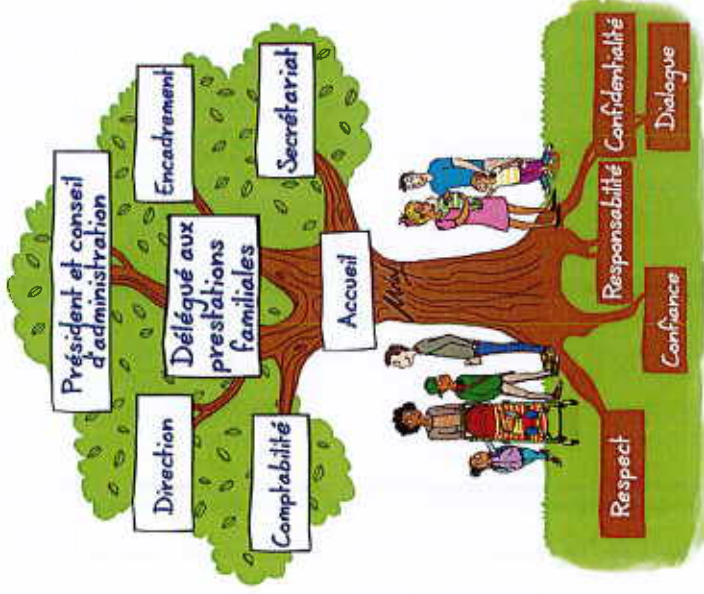 Président et conseil
d'administration
Direction
Encadrement
Délégué aux
prestations
familiales
Comptabilité
Secrétariat
Accueil
Respect
Confiance
Responsabilité
Confidentialité
Dialogue